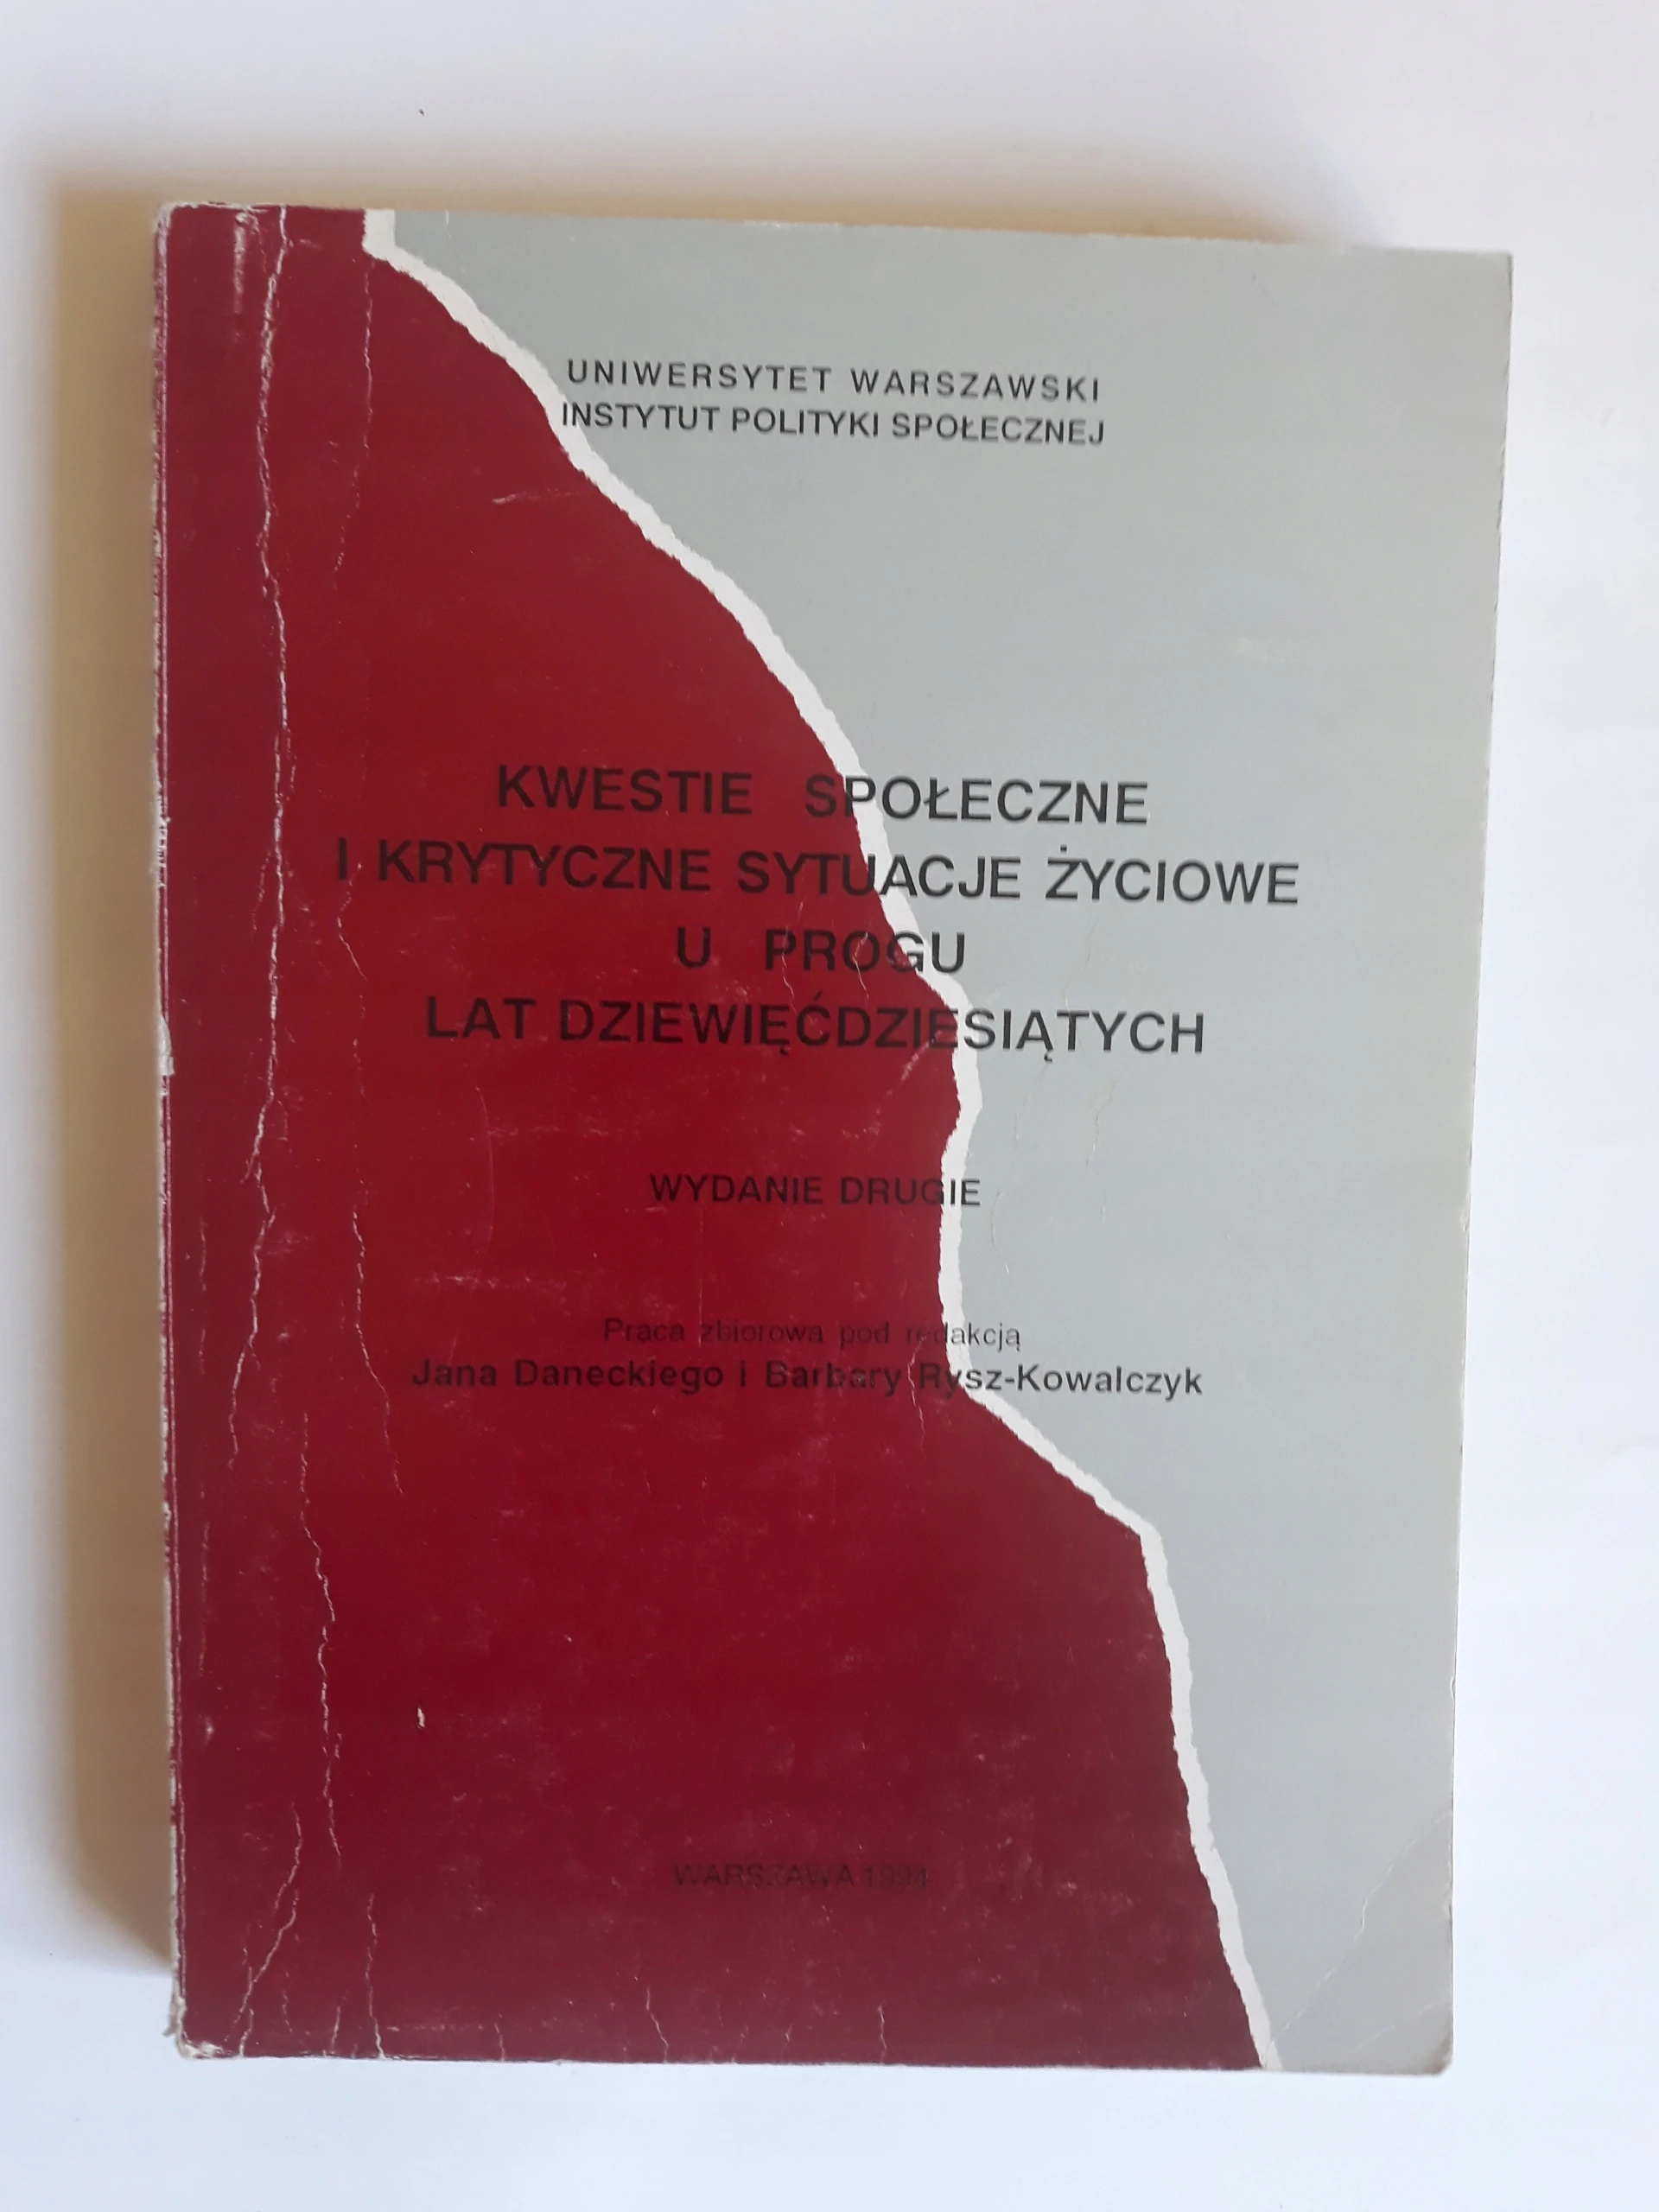 UNIWERSYTET WARSZAWSKI
INSTYTUT POLITYKI SPOŁECZNEJ
KWESTIE SPOŁECZNE
I KRYTYCZNE SYTUACJE ŻYCIOWE
U PROGU
LAT DZIEWIĘĆDZIESIĄTYCH
WYDANIE DRUGIE
Praca zbiorowa pod redakcją
Jana Daneckiego i Barbary Rysz-Kowalczyk
WARSZAWA 1994